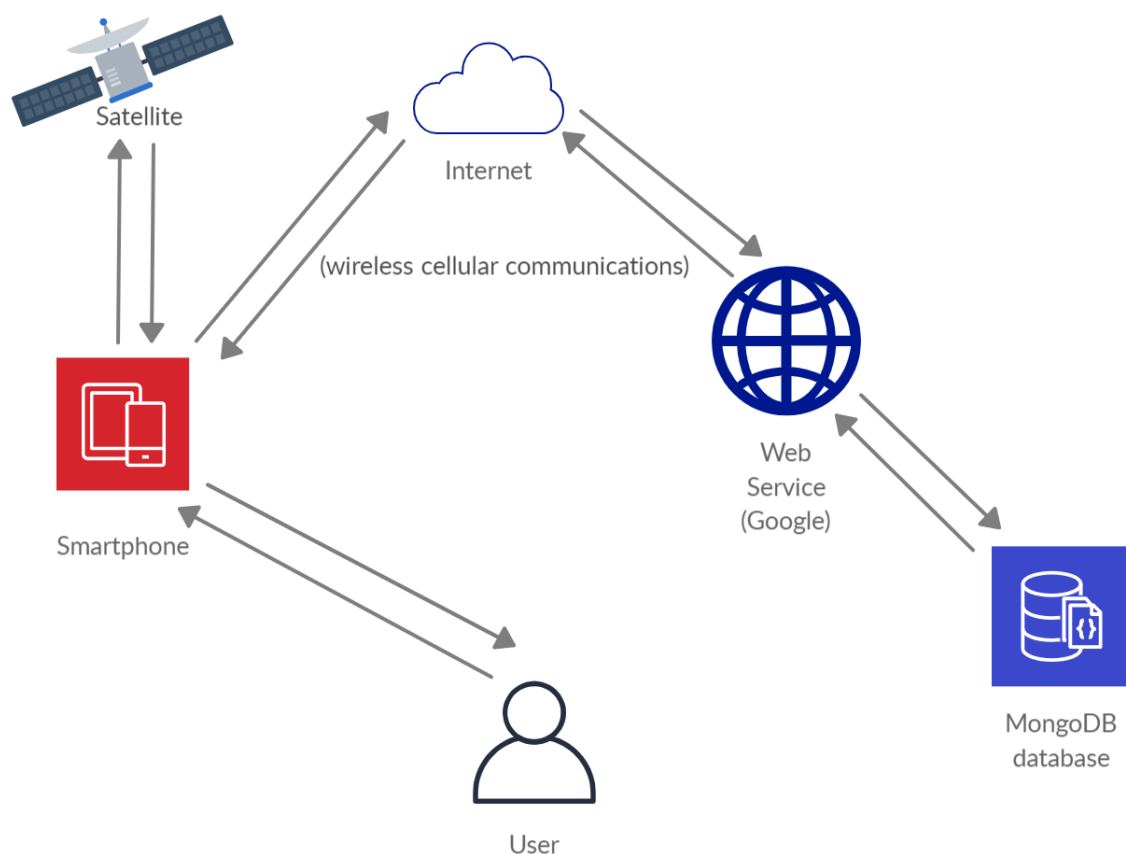 Satellite
Internet
(wireless cellular communications)
Web
Service
(Google)
Smartphone
{}
MongoDB
database
User